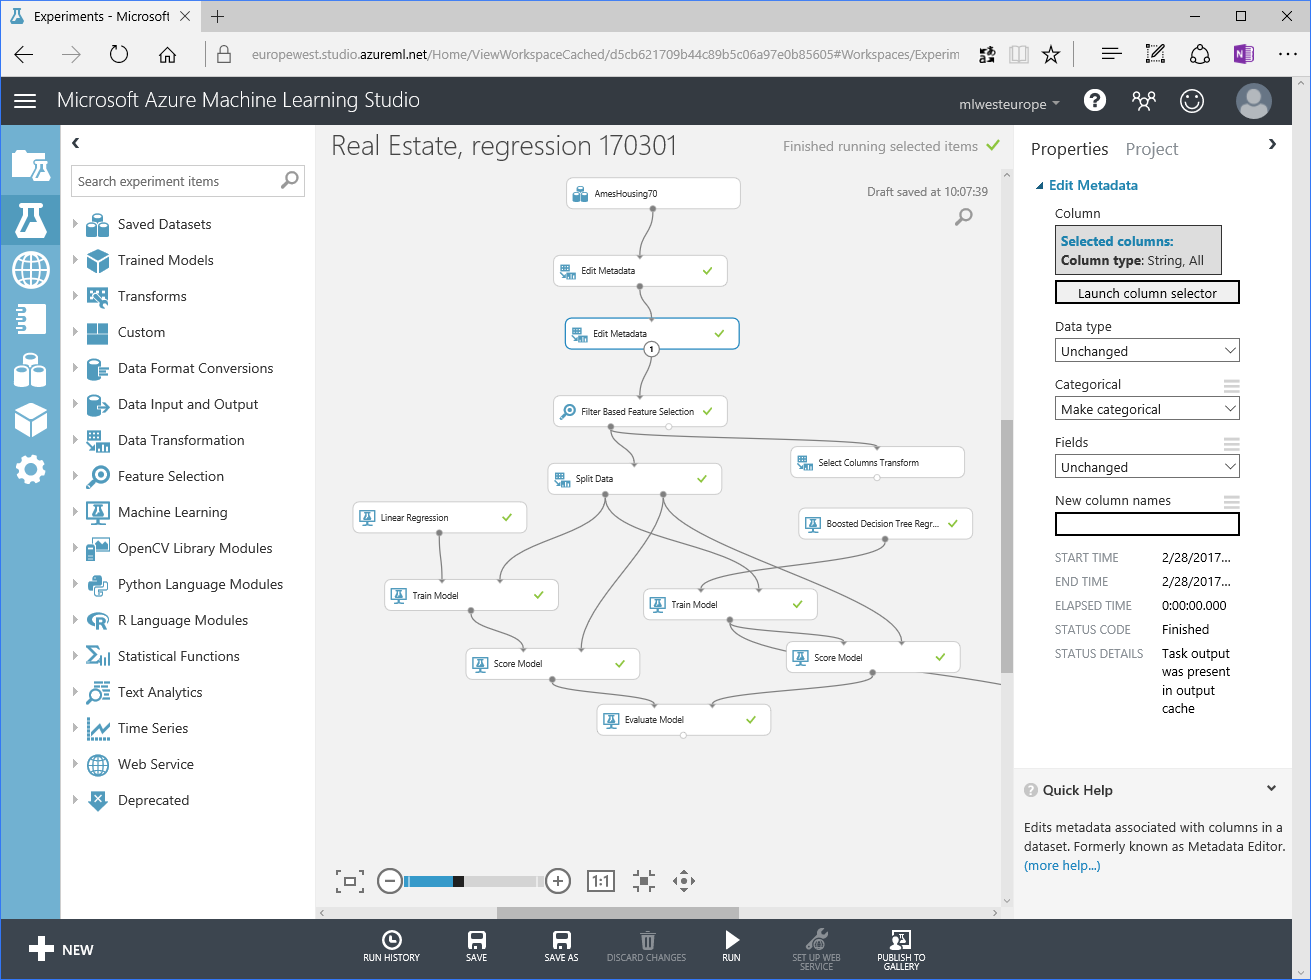 Experiments - Microsoft
europewest.studio.azureml.net/Home/ViewWorkspaceCached/d5cb621709b44c89b5c06a97e0b85605#Workspaces/Experim
Microsoft Azure Machine Learning Studio
mlwesteurope
Search experiment items
Saved Datasets
Trained Models
Transforms
Custom
Data Format Conversions
Data Input and Output
Data Transformation
Feature Selection
Machine Learning
OpenCV Library Modules
Python Language Modules
R Language Modules
Statistical Functions
Text Analytics
Time Series
Web Service
Deprecated
Real Estate, regression 170301
Finished running selected items
Draft saved at 10:07:39
AmesHousing70
Edit Metadata
Edit Metadata
1
Filter Based Feature Selection
Select Columns Transform
Split Data
Linear Regression
Boosted Decision Tree Regr...
Train Model
Train Model
Score Model
Score Model
Evaluate Model
1:1
Properties
Project
Edit Metadata
Column
Selected columns:
Column type: String, All
Launch column selector
Data type
Unchanged
Categorical
Make categorical
Fields
Unchanged
New column names
START TIME 2/28/2017...
END TIME 2/28/2017...
ELAPSED TIME 0:00:00.000
STATUS CODE Finished
STATUS DETAILS Task output
was present
in output
cache
Quick Help
Edits metadata associated with columns in a
dataset. Formerly known as Metadata Editor.
(more help...)
NEW
RUN HISTORY
SAVE
SAVE AS
DISCARD CHANGES
RUN
SET UP WEB
SERVICE
PUBLISH TO
GALLERY